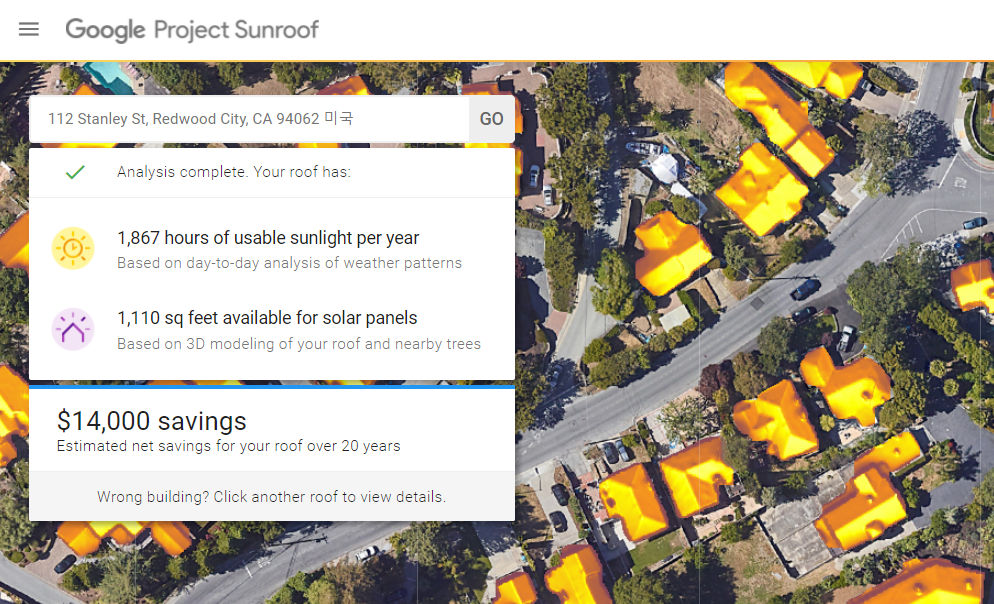 Google Project Sunroof
112 Stanley St, Redwood City, CA 94062 미국
GO
Analysis complete. Your roof has:
1,867 hours of usable sunlight per year
Based on day-to-day analysis of weather patterns
1,110 sq feet available for solar panels
Based on 3D modeling of your roof and nearby trees
$14,000 savings
Estimated net savings for your roof over 20 years
Wrong building? Click another roof to view details.